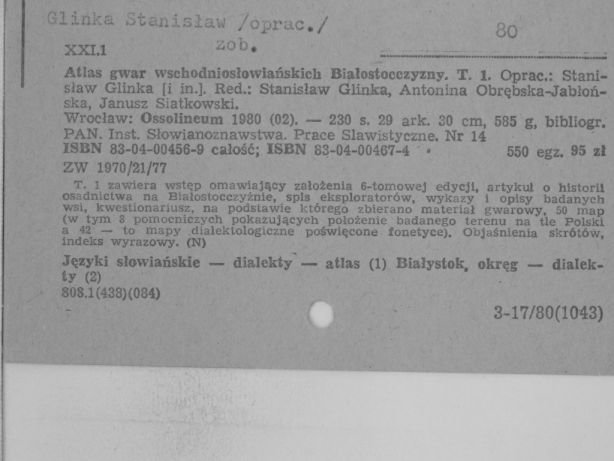 Glinka Stanisław /oprac./
80
zob.
XXI.1
Atlas gwar wschodniosłowiańskich Białostocczyzny. T. 1. Oprac.: Stani-
sław Glinka [i in.]. Red.: Stanisław Glinka, Antonina Obrębska-Jabłoń-
ska, Janusz Siatkowski.
Wrocław: Ossolineum 1980 (02). — 230 s. 29 ark. 30 cm, 585 g, bibliogr.
PAN. Inst. Słowianoznawstwa. Prace Slawistyczne. Nr 14
ISBN 83-04-00456-9 całość; ISBN 83-04-00467-4 550 egz. 95 zł
ZW 1970/21/77
T. 1 zawiera wstęp omawiający założenia 6-tomowej edycji, artykuł o historii
osadnictwa na Białostocczyźnie, spis eksploratorów, wykazy i opisy badanych
wsi, kwestionariusz, na podstawie którego zbierano materiał gwarowy, 50 map
(w tym 8 pomocniczych pokazujących położenie badanego terenu na tle Polski
a 42 — to mapy dialektologiczne poświęcone fonetyce). Objaśnienia skrótów,
indeks wyrazowy. (N)
Języki słowiańskie — dialekty — atlas (1) Białystok, okręg — dialek-
ty (2)
808.1(438)(084)
3-17/80(1043)